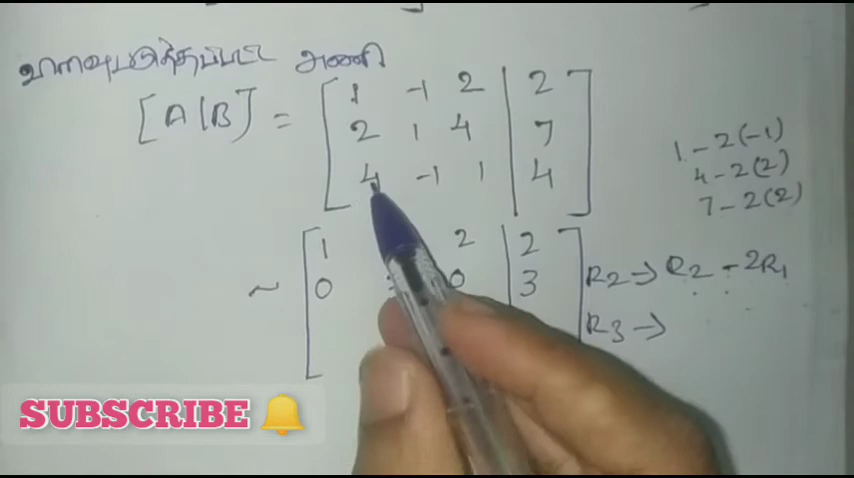 வளவுபடுத்தப்பட்ட அணி
[A|B] =
1 -1 2 | 2
2 1 4 | 7
4 -1 1 | 4
1 - 2(-1)
4 - 2(2)
7 - 2(2)
~
1 2 | 2
0 0 | 3 R2 → R2 - 2R1
R3 →
SUBSCRIBE